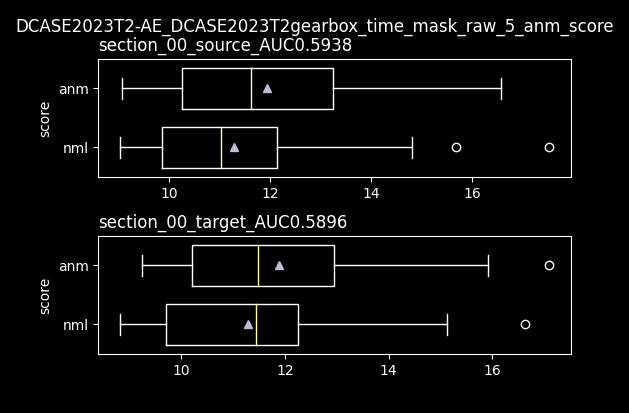 DCASE2023T2-AE_DCASE2023T2gearbox_time_mask_raw_5_anm_score
section_00_source_AUC0.5938
anm
nml
score
10 12 14 16
section_00_target_AUC0.5896
anm
nml
score
10 12 14 16